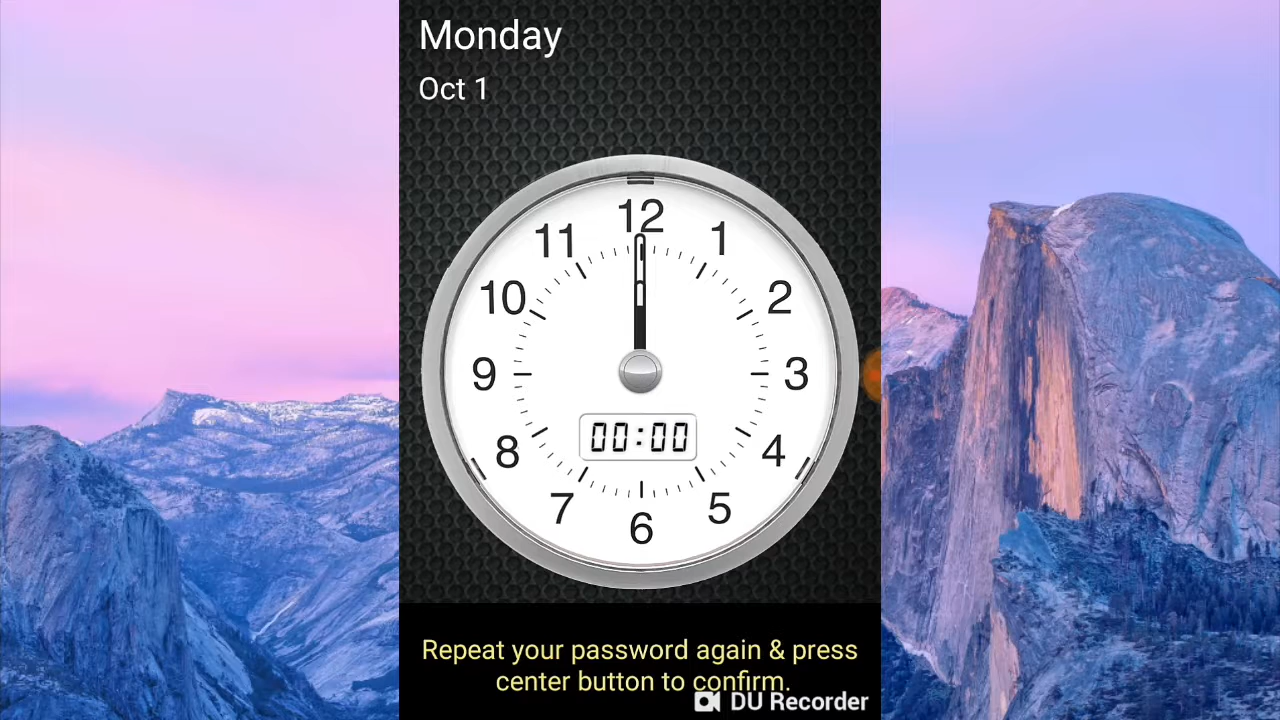 Monday
Oct 1
12
11
1
10
2
9
3
00:00
8
4
7
5
6
Repeat your password again & press
center button to confirm.
DU Recorder